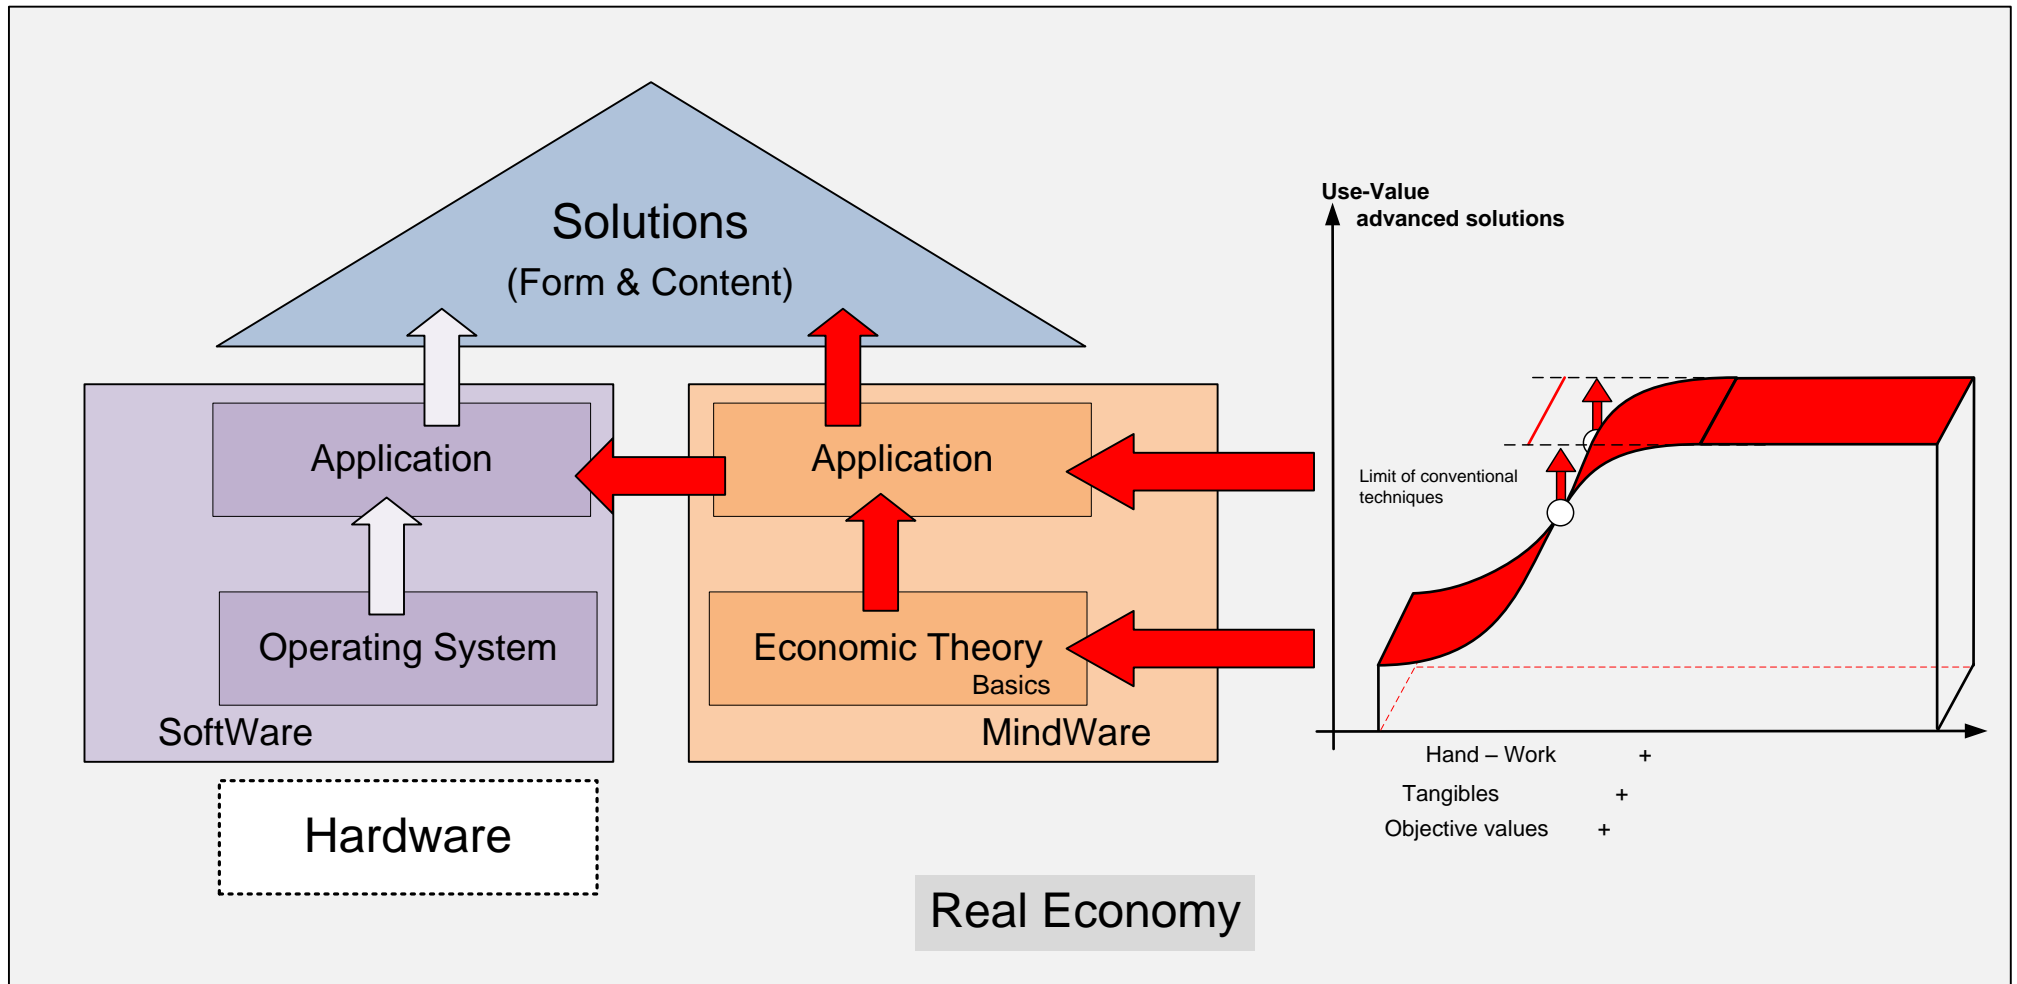 Solutions
(Form & Content)
Application
Operating System
SoftWare
Hardware
Application
Economic Theory
Basics
MindWare
Real Economy
Use-Value
advanced solutions
Limit of conventional
techniques
Hand – Work +
Tangibles +
Objective values +